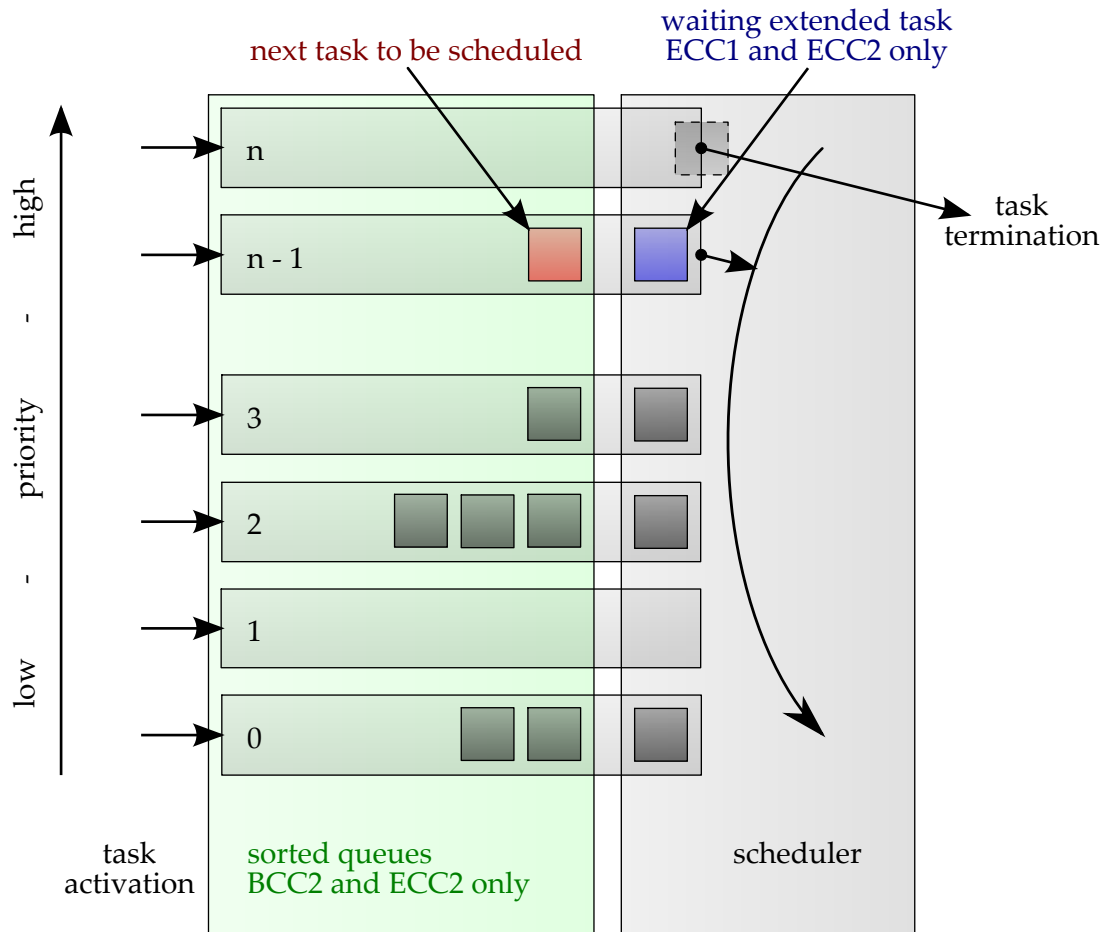 waiting extended task
ECC1 and ECC2 only
next task to be scheduled
n
task
termination
n - 1
3
2
1
0
low - priority - high
task
activation
sorted queues
BCC2 and ECC2 only
scheduler